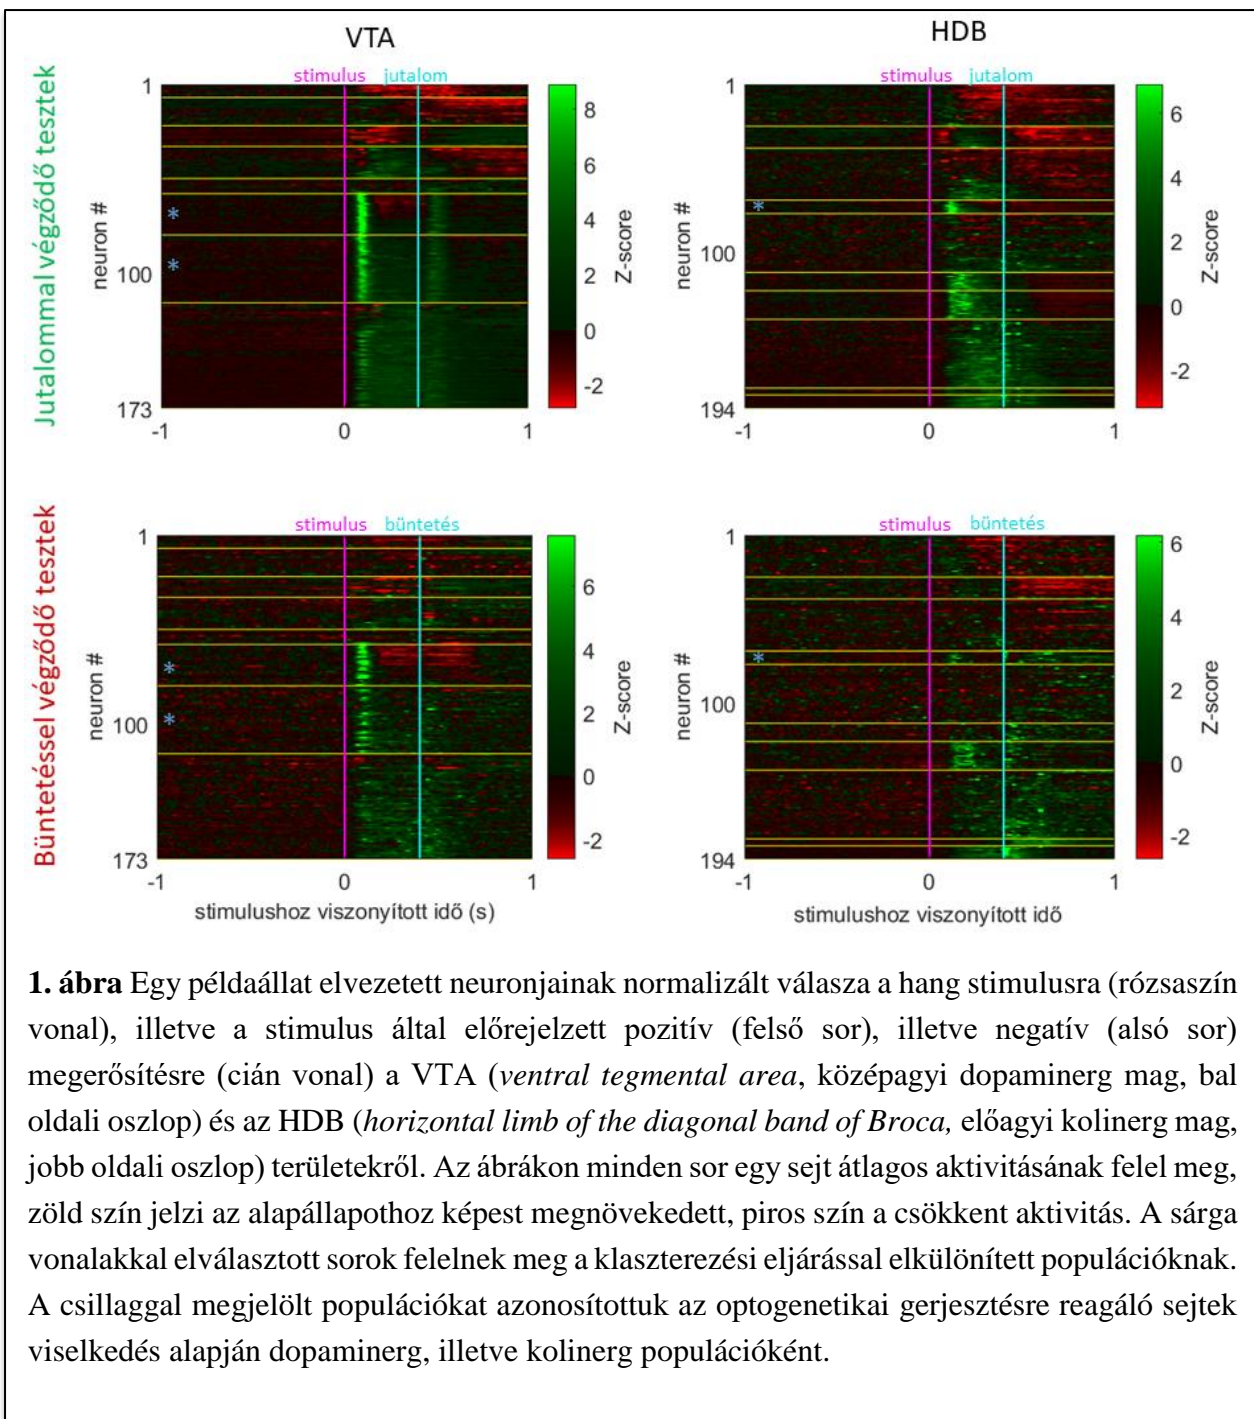 VTA
HDB
Jutalommal végződő tesztek
stimulus jutalom
1
100
173
neuron #
*
*
-1 0 1
8
6
4
2
0
-2
Z-score
stimulus jutalom
1
100
194
neuron #
*
-1 0 1
6
4
2
0
-2
Z-score
Büntetéssel végződő tesztek
stimulus büntetés
1
100
173
neuron #
*
*
-1 0 1
stimulushoz viszonyított idő (s)
6
4
2
0
-2
Z-score
stimulus büntetés
1
100
194
neuron #
*
-1 0 1
stimulushoz viszonyított idő
6
4
2
0
-2
Z-score
1. ábra Egy példaállat elvezetett neuronjainak normalizált válasza a hang stimulusra (rózsaszín
vonal), illetve a stimulus által előrejelzett pozitív (felső sor), illetve negatív (alsó sor)
megerősítésre (cián vonal) a VTA (ventral tegmental area, középagyi dopaminerg mag, bal
oldali oszlop) és az HDB (horizontal limb of the diagonal band of Broca, előagyi kolinerg mag,
jobb oldali oszlop) területekről. Az ábrákon minden sor egy sejt átlagos aktivitásának felel meg,
zöld szín jelzi az alapállapothoz képest megnövekedett, piros szín a csökkent aktivitás. A sárga
vonalakkal elválasztott sorok felelnek meg a klaszterezési eljárással elkülönített populációknak.
A csillaggal megjelölt populációkat azonosítottuk az optogenetikai gerjesztésre reagáló sejtek
viselkedés alapján dopaminerg, illetve kolinerg populációként.